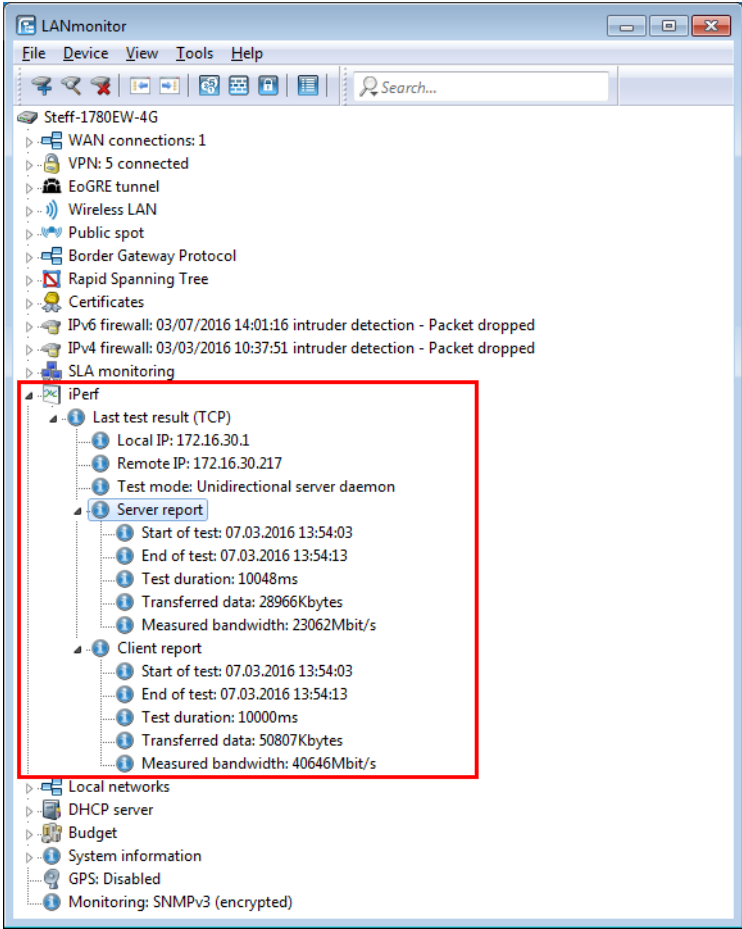 LANmonitor
File Device View Tools Help
Search...
Steff-1780EW-4G
WAN connections: 1
VPN: 5 connected
EoGRE tunnel
Wireless LAN
Public spot
Border Gateway Protocol
Rapid Spanning Tree
Certificates
IPv6 firewall: 03/07/2016 14:01:16 intruder detection - Packet dropped
IPv4 firewall: 03/03/2016 10:37:51 intruder detection - Packet dropped
SLA monitoring
iPerf
Last test result (TCP)
Local IP: 172.16.30.1
Remote IP: 172.16.30.217
Test mode: Unidirectional server daemon
Server report
Start of test: 07.03.2016 13:54:03
End of test: 07.03.2016 13:54:13
Test duration: 10048ms
Transferred data: 28966Kbytes
Measured bandwidth: 23062Mbit/s
Client report
Start of test: 07.03.2016 13:54:03
End of test: 07.03.2016 13:54:13
Test duration: 10000ms
Transferred data: 50807Kbytes
Measured bandwidth: 40646Mbit/s
Local networks
DHCP server
Budget
System information
GPS: Disabled
Monitoring: SNMPv3 (encrypted)